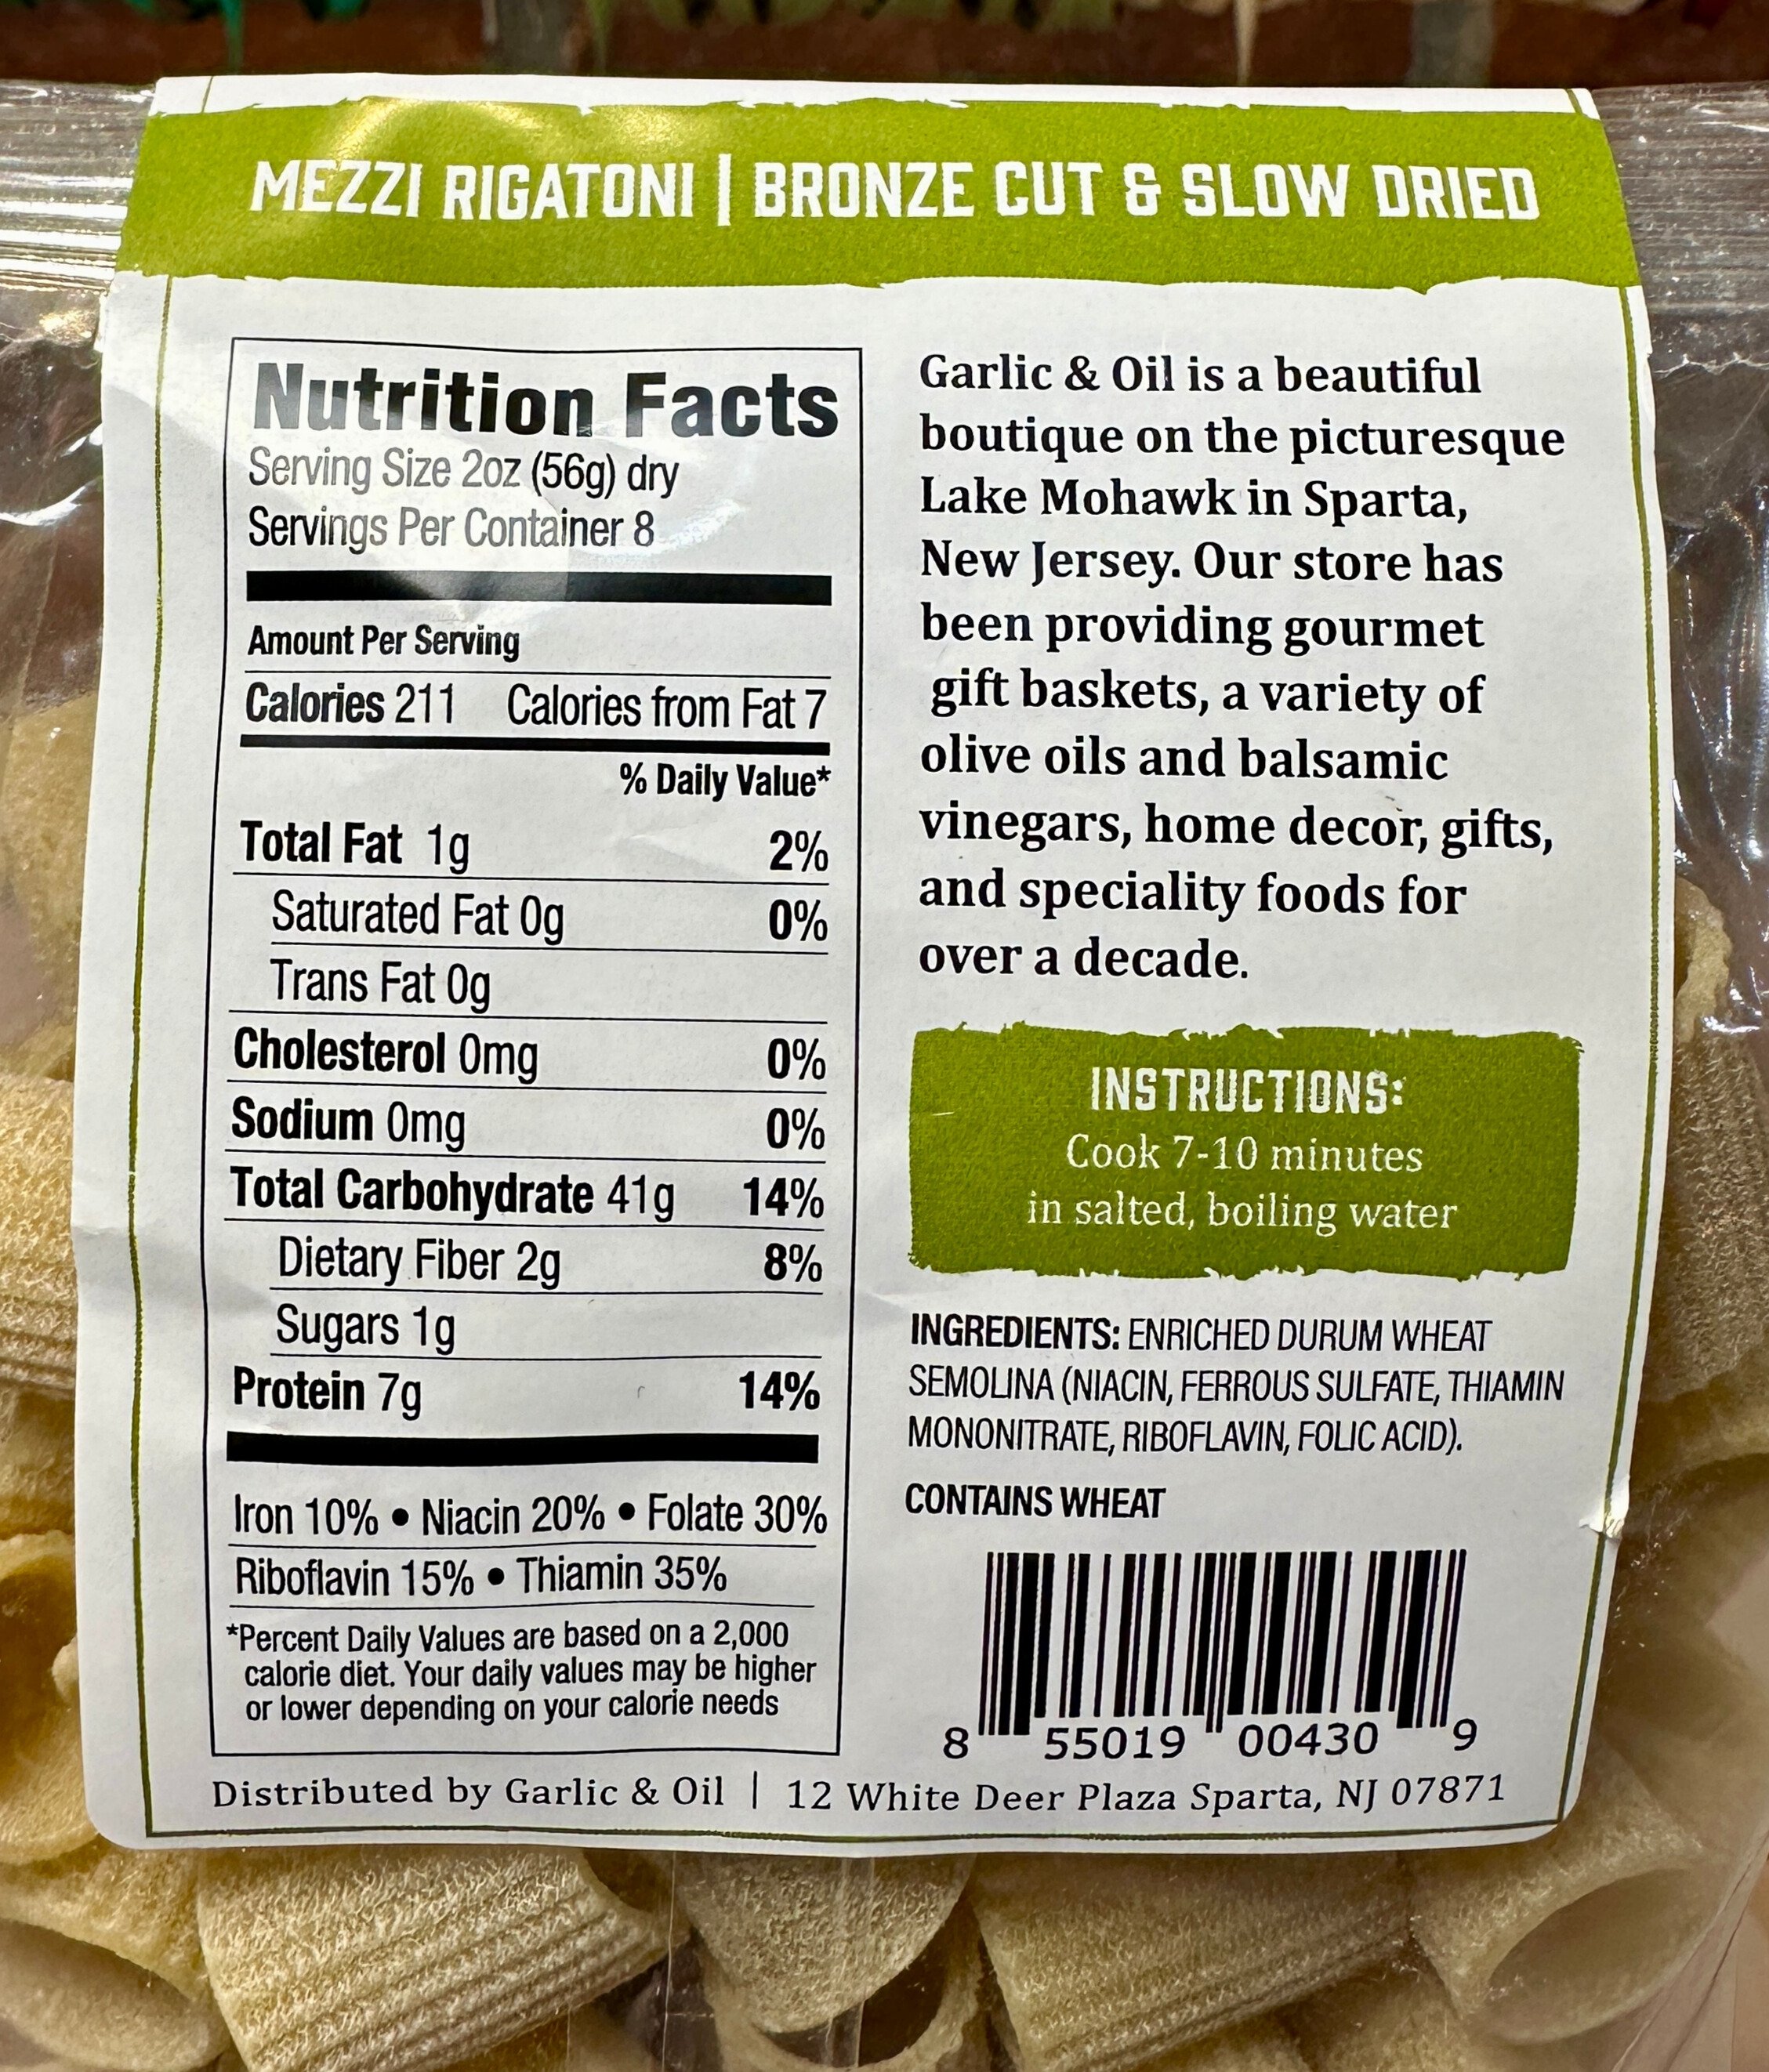 MEZZI RIGATONI | BRONZE CUT & SLOW DRIED
Nutrition Facts
Serving Size 2oz (56g) dry
Servings Per Container 8
Amount Per Serving
Calories 211 Calories from Fat 7
% Daily Value*
Total Fat 1g 2%
Saturated Fat 0g 0%
Trans Fat 0g
Cholesterol 0mg 0%
Sodium 0mg 0%
Total Carbohydrate 41g 14%
Dietary Fiber 2g 8%
Sugars 1g
Protein 7g 14%
Iron 10% • Niacin 20% • Folate 30%
Riboflavin 15% • Thiamin 35%
*Percent Daily Values are based on a 2,000
calorie diet. Your daily values may be higher
or lower depending on your calorie needs
Garlic & Oil is a beautiful
boutique on the picturesque
Lake Mohawk in Sparta,
New Jersey. Our store has
been providing gourmet
gift baskets, a variety of
olive oils and balsamic
vinegars, home decor, gifts,
and speciality foods for
over a decade.
INSTRUCTIONS:
Cook 7-10 minutes
in salted, boiling water
INGREDIENTS: ENRICHED DURUM WHEAT
SEMOLINA (NIACIN, FERROUS SULFATE, THIAMIN
MONONITRATE, RIBOFLAVIN, FOLIC ACID).
CONTAINS WHEAT
8 55019 00430 9
Distributed by Garlic & Oil | 12 White Deer Plaza Sparta, NJ 07871